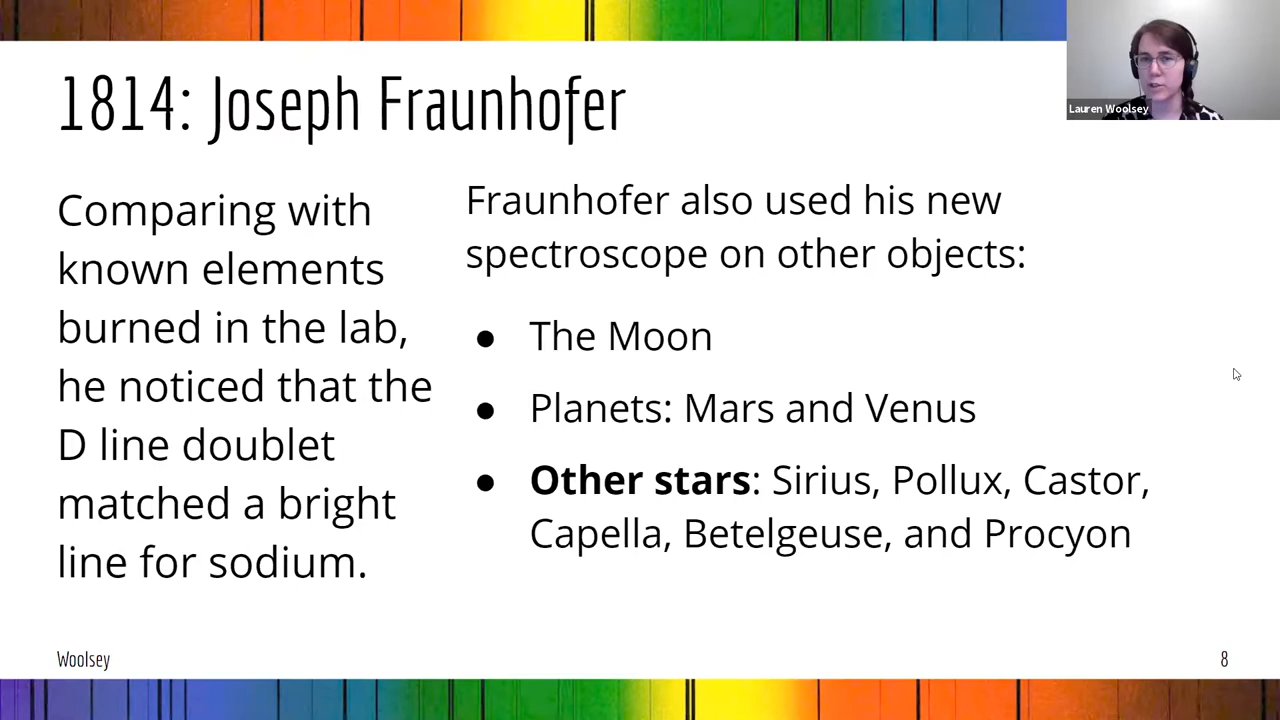 1814: Joseph Fraunhofer
Lauren Woolsey
Comparing with
known elements
burned in the lab,
he noticed that the
D line doublet
matched a bright
line for sodium.
Fraunhofer also used his new
spectroscope on other objects:
● The Moon
● Planets: Mars and Venus
● Other stars: Sirius, Pollux, Castor,
Capella, Betelgeuse, and Procyon
Woolsey
8